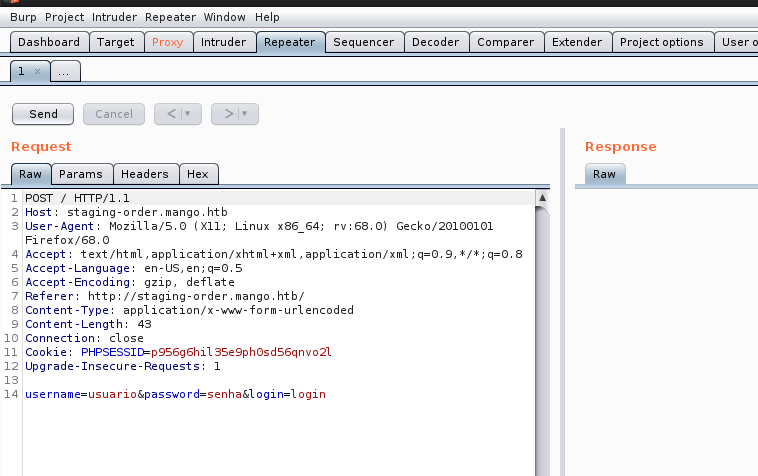 Burp Project Intruder Repeater Window Help
Dashboard Target Proxy Intruder Repeater Sequencer Decoder Comparer Extender Project options User o
1 × ...
Send Cancel < ▼ > ▼
Request
Raw Params Headers Hex
1 POST / HTTP/1.1
2 Host: staging-order.mango.htb
3 User-Agent: Mozilla/5.0 (X11; Linux x86_64; rv:68.0) Gecko/20100101
Firefox/68.0
4 Accept: text/html,application/xhtml+xml,application/xml;q=0.9,*/*;q=0.8
5 Accept-Language: en-US,en;q=0.5
6 Accept-Encoding: gzip, deflate
7 Referer: http://staging-order.mango.htb/
8 Content-Type: application/x-www-form-urlencoded
9 Content-Length: 43
10 Connection: close
11 Cookie: PHPSESSID=p956g6hil35e9ph0sd56qnvo2l
12 Upgrade-Insecure-Requests: 1
13
14 username=usuario&password=senha&login=login
Response
Raw